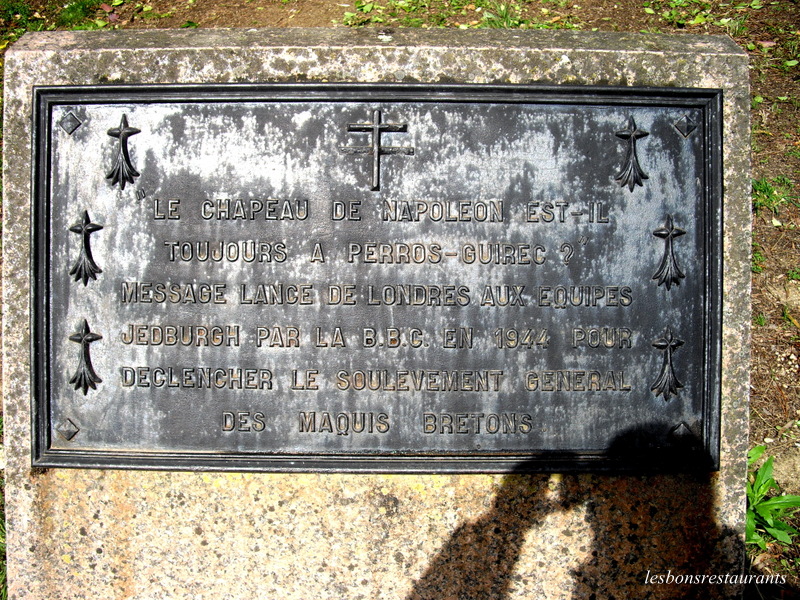 "LE CHAPEAU DE NAPOLEON EST-IL
TOUJOURS A PERROS-GUIREC ?"
MESSAGE LANCE DE LONDRES AUX EQUIPES
JEDBURGH PAR LA B.B.C. EN 1944 POUR
DECLENCHER LE SOULEVEMENT GENERAL
DES MAQUIS BRETONS
lesbonsrestaurants